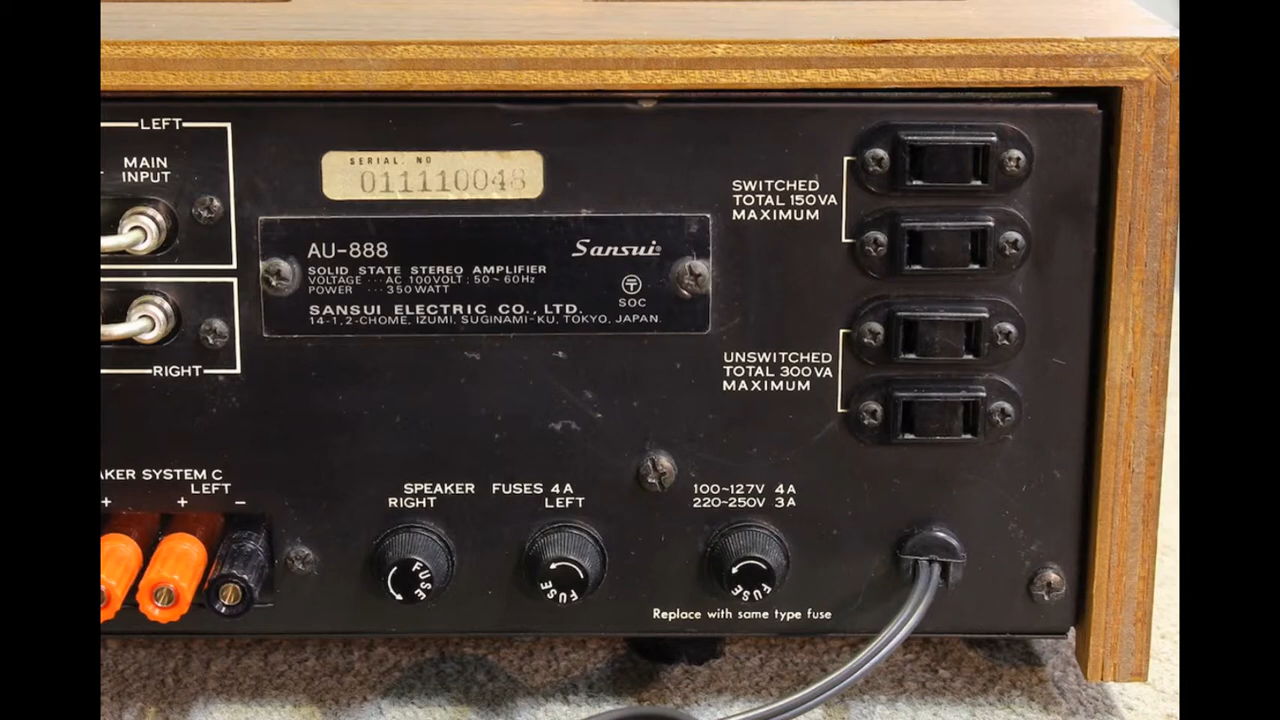 LEFT
MAIN
INPUT
RIGHT
SERIAL NO
011110048
AU-888
Sansui
SOLID STATE STEREO AMPLIFIER
VOLTAGE ··· AC 100VOLT ; 50~60Hz
POWER ··· 350WATT
SANSUI ELECTRIC CO., LTD.
14-1, 2-CHOME, IZUMI, SUGINAMI-KU, TOKYO, JAPAN.
〒
SOC
SWITCHED
TOTAL 150VA
MAXIMUM
UNSWITCHED
TOTAL 300VA
MAXIMUM
AKER SYSTEM C
LEFT
+ + −
SPEAKER FUSES 4A
RIGHT LEFT
100~127V 4A
220~250V 3A
FUSE
FUSE
FUSE
Replace with same type fuse